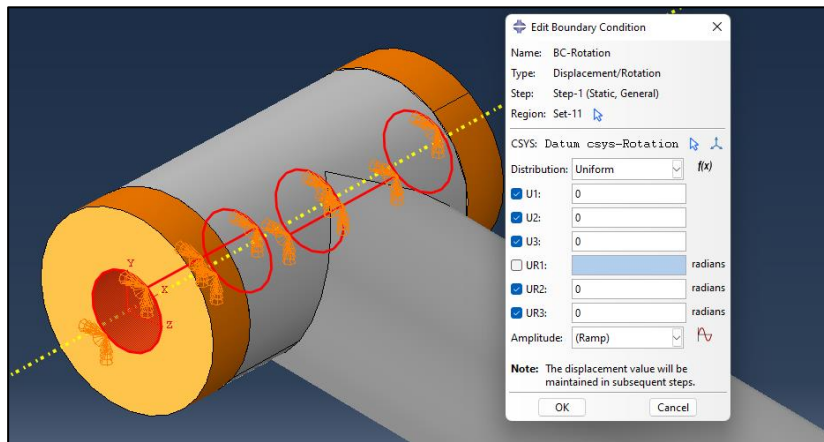 Edit Boundary Condition
Name: BC-Rotation
Type: Displacement/Rotation
Step: Step-1 (Static, General)
Region: Set-11
CSYS: Datum csys-Rotation
Distribution: Uniform f(x)
U1: 0
U2: 0
U3: 0
UR1: radians
UR2: 0 radians
UR3: 0 radians
Amplitude: (Ramp)
Note: The displacement value will be
maintained in subsequent steps.
OK Cancel
Y
X
Z